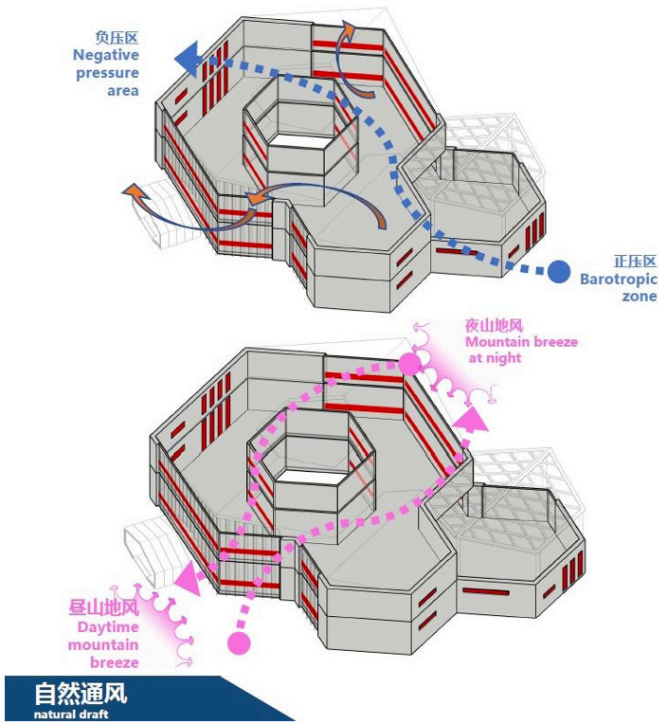 负压区
Negative
pressure
area
正压区
Barotropic
zone
夜山地风
Mountain breeze
at night
昼山地风
Daytime
mountain
breeze
自然通风
natural draft